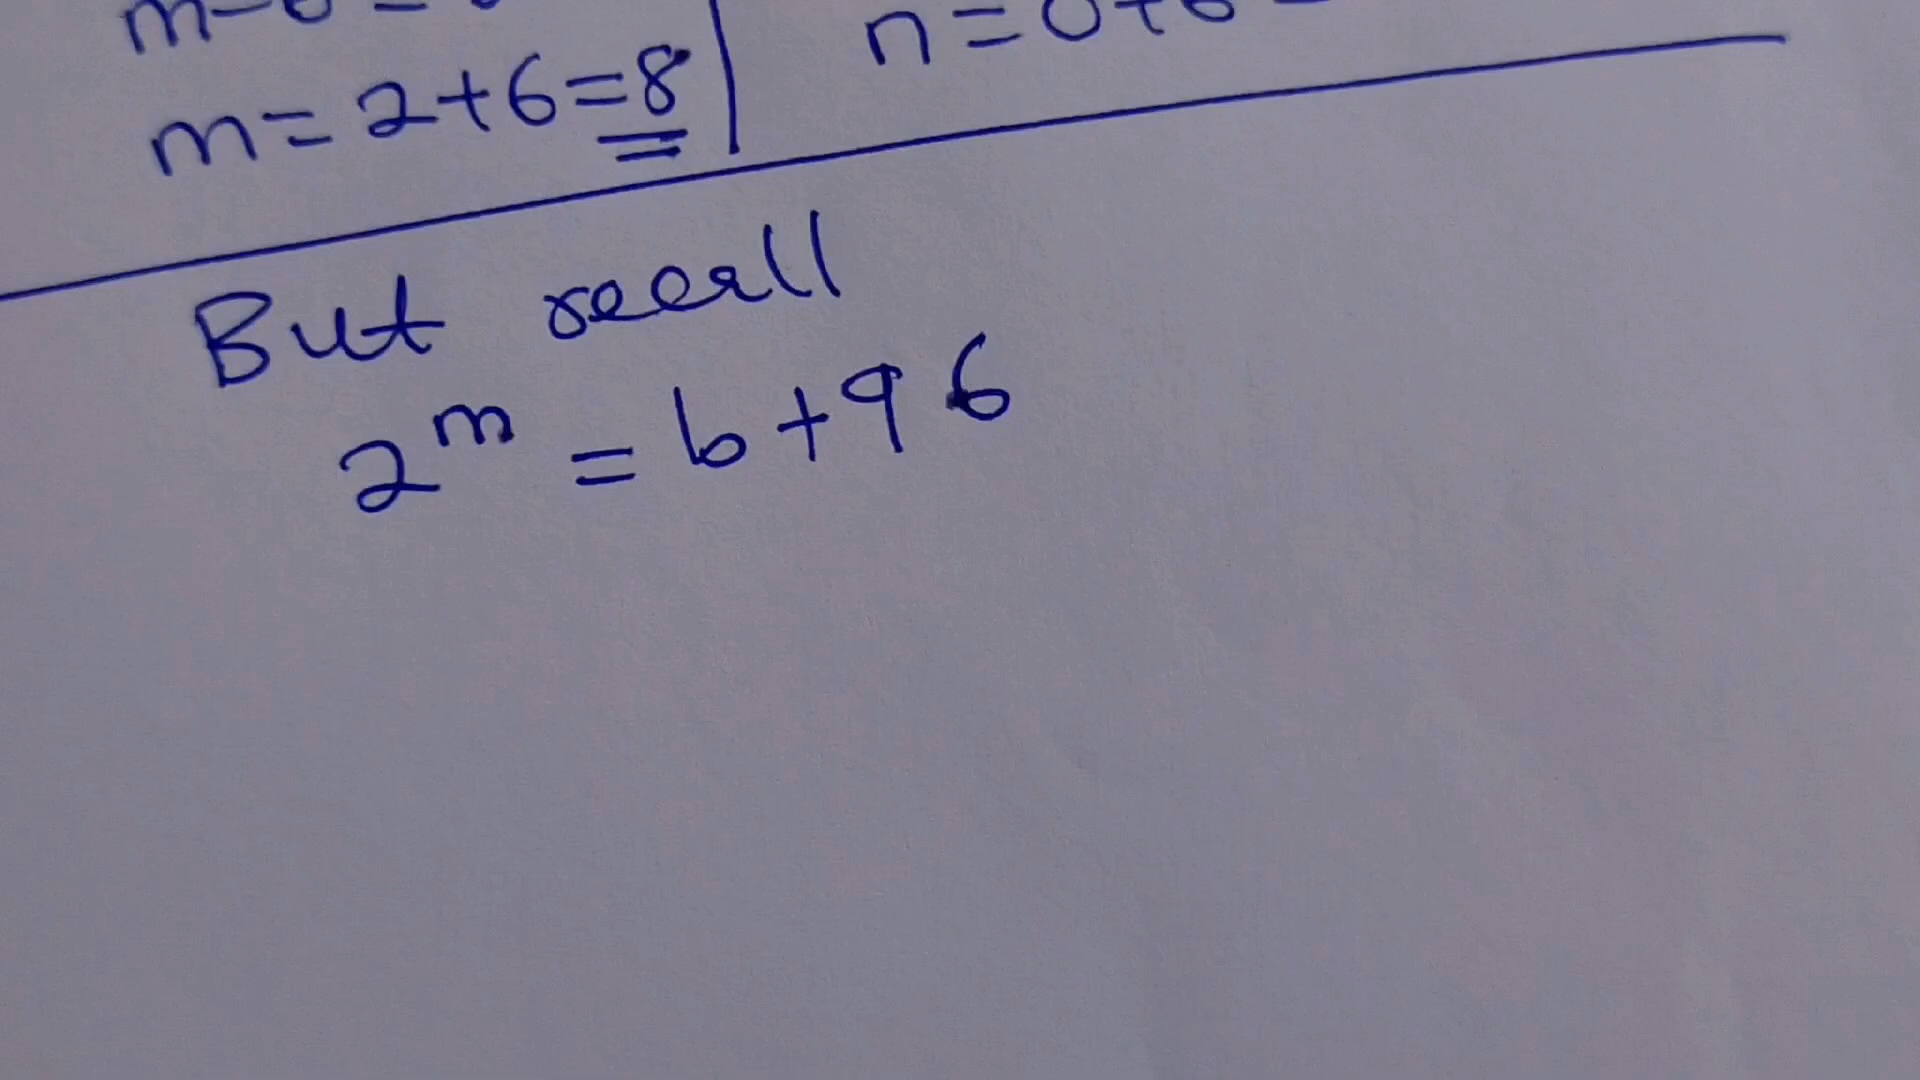 m-6=
m=2+6=8
n=0+6=
But recall
2^m = b+96